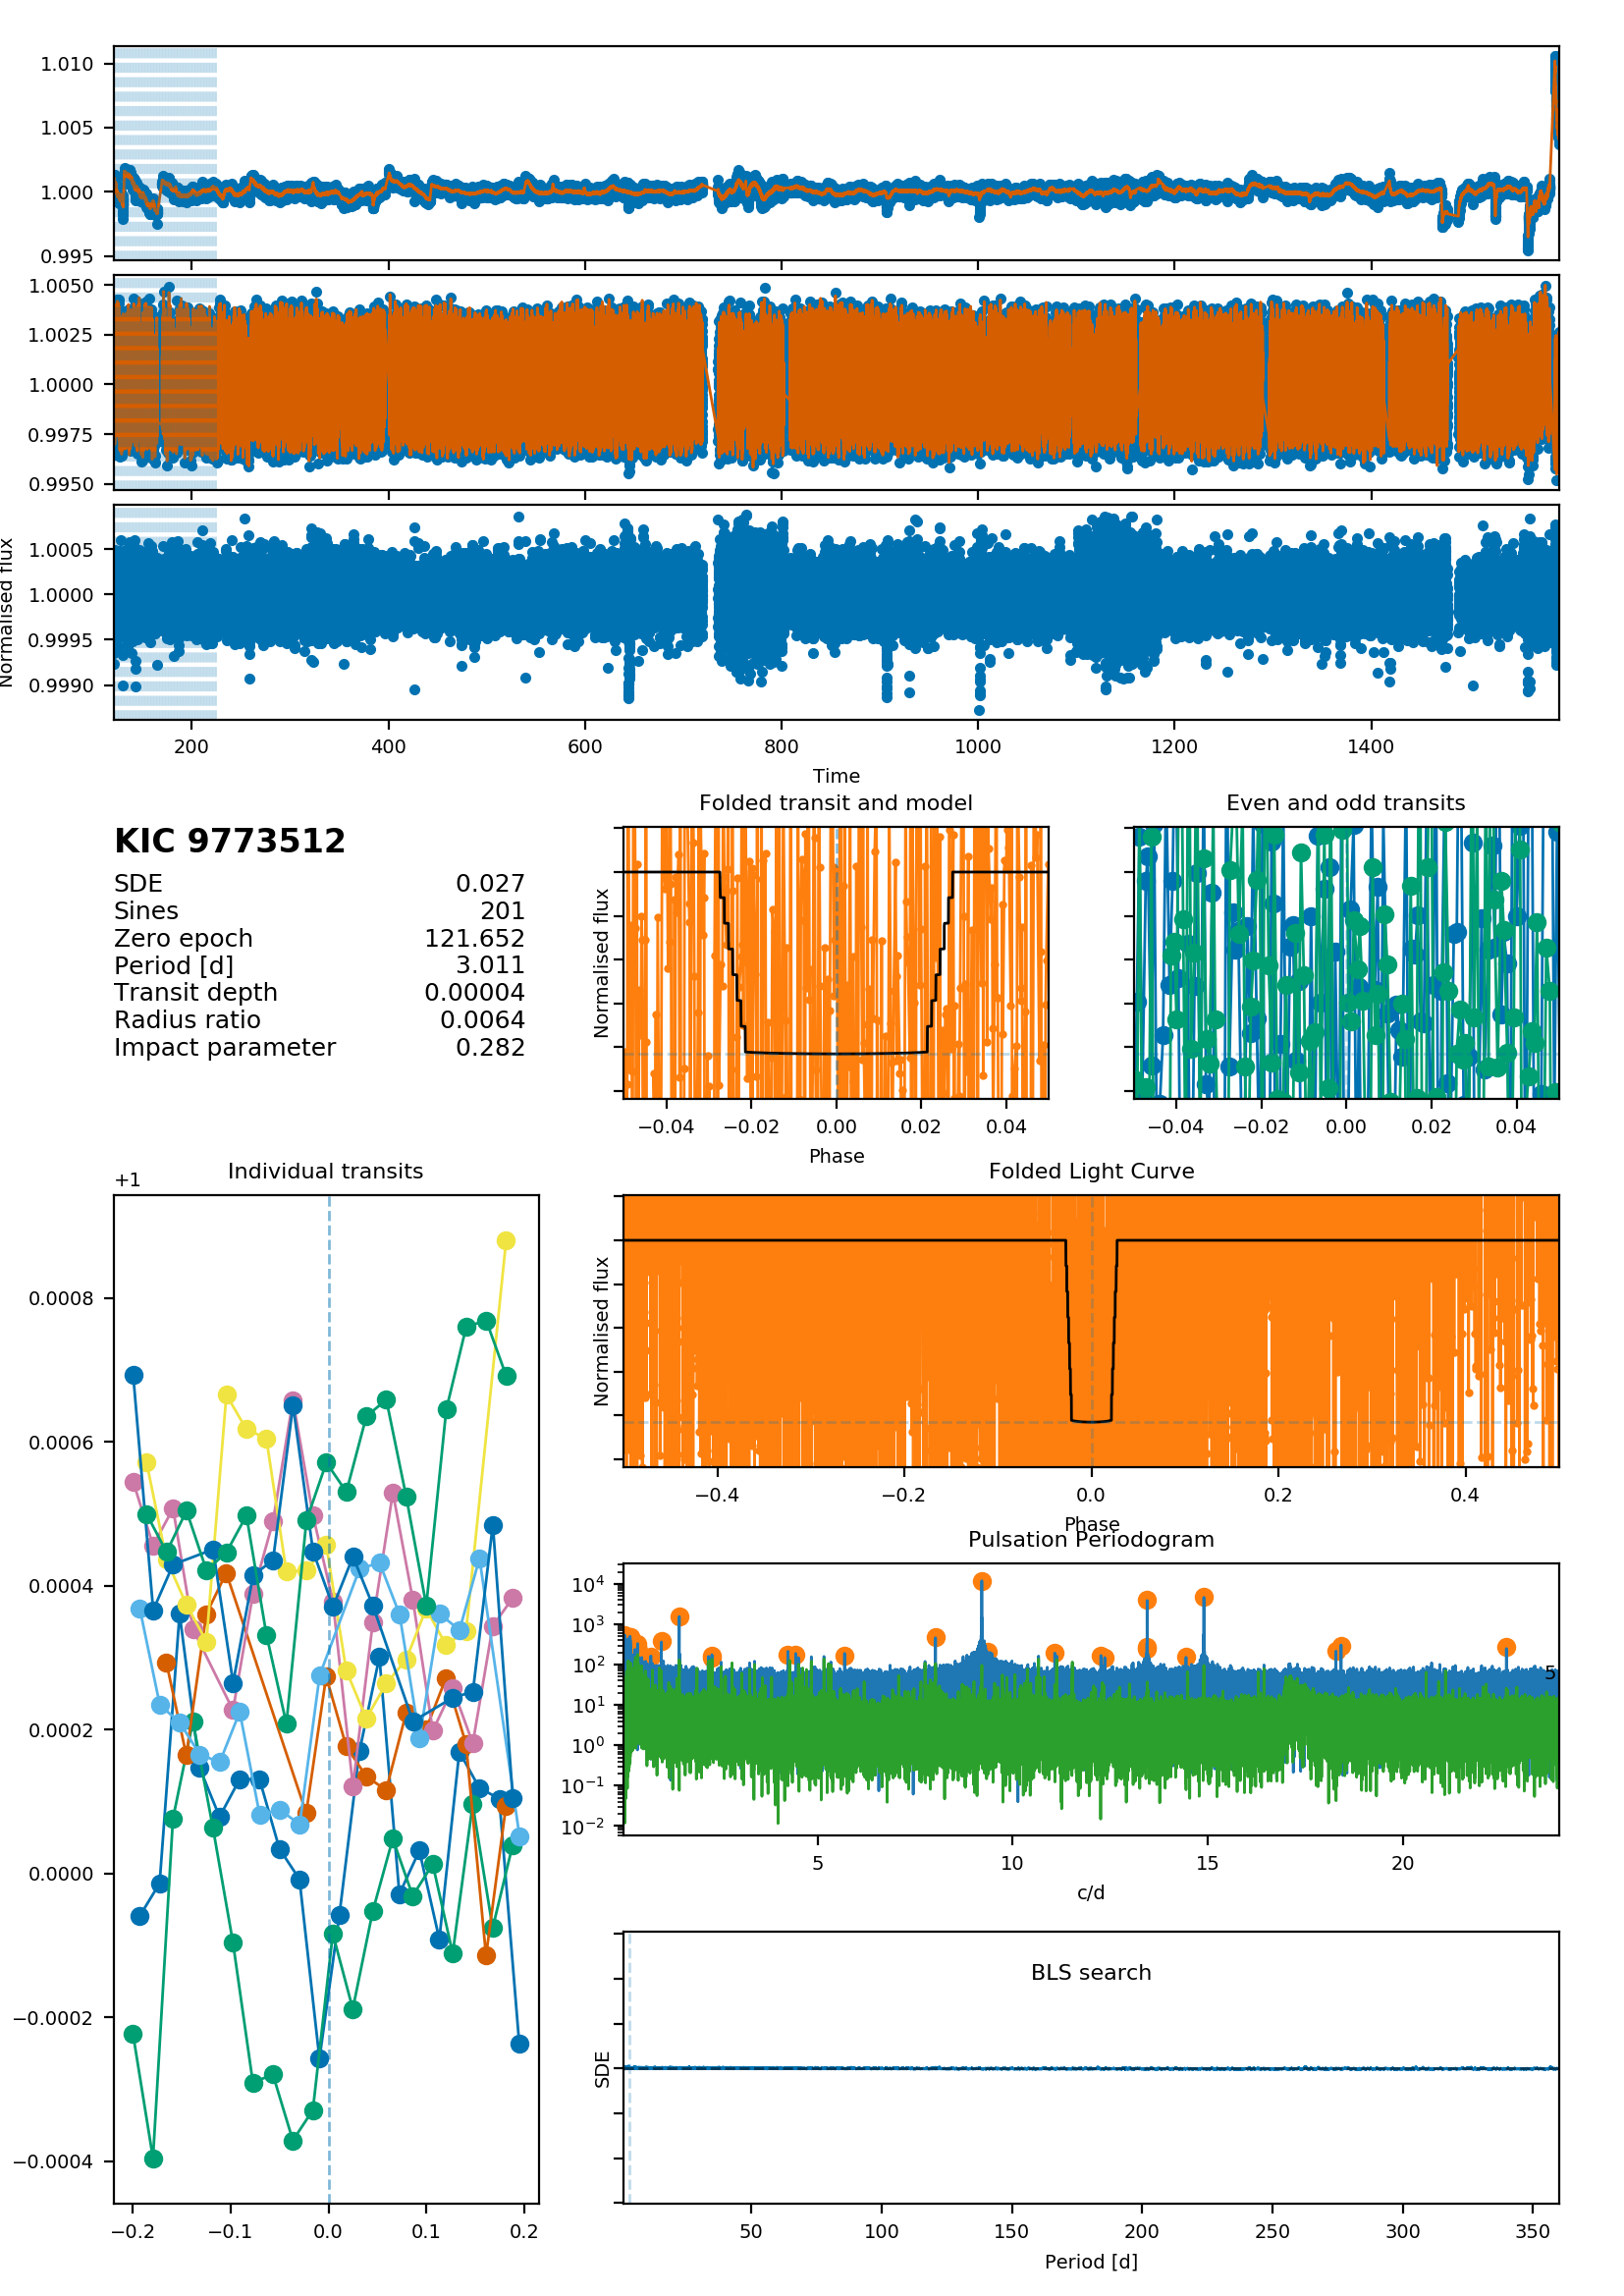 1.010
1.005
1.000
0.995
1.0050
1.0025
1.0000
0.9975
0.9950
Normalised flux
1.0005
1.0000
0.9995
0.9990
200 400 600 800 1000 1200 1400
Time
KIC 9773512
SDE 0.027
Sines 201
Zero epoch 121.652
Period [d] 3.011
Transit depth 0.00004
Radius ratio 0.0064
Impact parameter 0.282
Folded transit and model
Normalised flux
−0.04 −0.02 0.00 0.02 0.04
Phase
Even and odd transits
−0.04 −0.02 0.00 0.02 0.04
Individual transits
+1
0.0008
0.0006
0.0004
0.0002
0.0000
−0.0002
−0.0004
−0.2 −0.1 0.0 0.1 0.2
Folded Light Curve
Normalised flux
−0.4 −0.2 0.0 0.2 0.4
Phase
Pulsation Periodogram
10⁴
10³
10²
10¹
10⁰
10⁻¹
10⁻²
5
5 10 15 20
c/d
BLS search
SDE
50 100 150 200 250 300 350
Period [d]